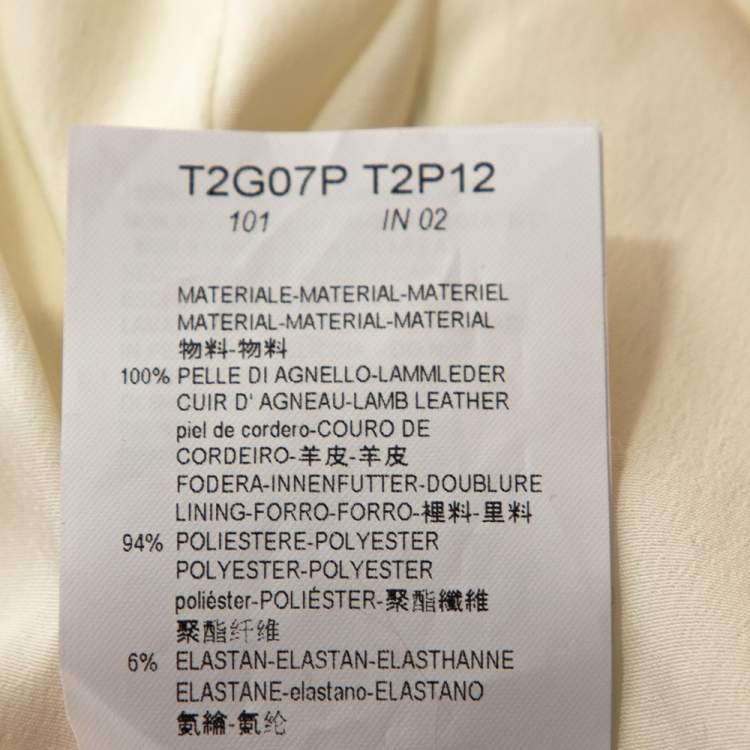 T2G07P T2P12
101 IN 02
MATERIALE-MATERIAL-MATERIEL
MATERIAL-MATERIAL-MATERIAL
物料-物料
100% PELLE DI AGNELLO-LAMMLEDER
CUIR D' AGNEAU-LAMB LEATHER
piel de cordero-COURO DE
CORDEIRO-羊皮-羊皮
FODERA-INNENFUTTER-DOUBLURE
LINING-FORRO-FORRO-裡料-里料
94% POLIESTERE-POLYESTER
POLYESTER-POLYESTER
poliéster-POLIÉSTER-聚酯纖維
聚酯纤维
6% ELASTAN-ELASTAN-ELASTHANNE
ELASTANE-elastano-ELASTANO
氨綸-氨纶